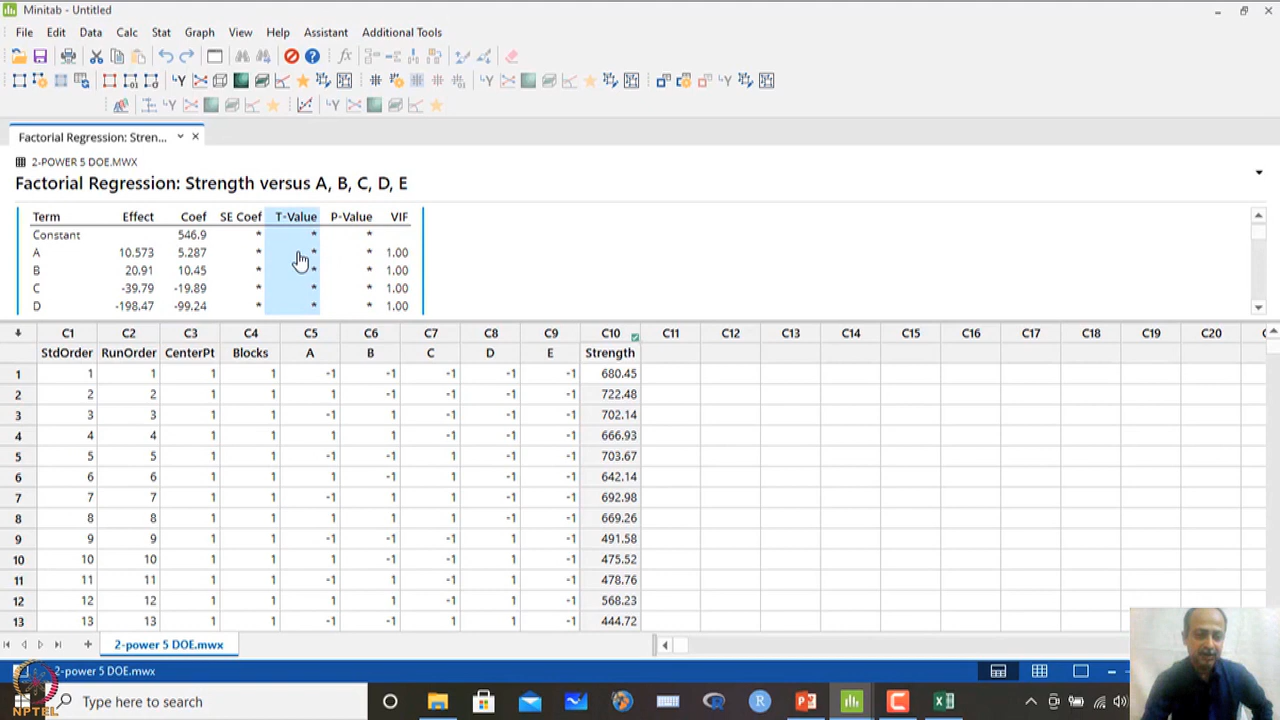 Minitab - Untitled
File Edit Data Calc Stat Graph View Help Assistant Additional Tools
Factorial Regression: Stren...
2-POWER 5 DOE.MWX
Factorial Regression: Strength versus A, B, C, D, E
Term Effect Coef SE Coef T-Value P-Value VIF
Constant 546.9 * * *
A 10.573 5.287 * * * 1.00
B 20.91 10.45 * * * 1.00
C -39.79 -19.89 * * * 1.00
D -198.47 -99.24 * * * 1.00
C1 C2 C3 C4 C5 C6 C7 C8 C9 C10 C11 C12 C13 C14 C15 C16 C17 C18 C19 C20
StdOrder RunOrder CenterPt Blocks A B C D E Strength
1 1 1 1 1 -1 -1 -1 -1 -1 680.45
2 2 2 1 1 1 -1 -1 -1 -1 722.48
3 3 3 1 1 -1 1 -1 -1 -1 702.14
4 4 4 1 1 1 1 -1 -1 -1 666.93
5 5 5 1 1 -1 -1 1 -1 -1 703.67
6 6 6 1 1 1 -1 1 -1 -1 642.14
7 7 7 1 1 -1 1 1 -1 -1 692.98
8 8 8 1 1 1 1 1 -1 -1 669.26
9 9 9 1 1 -1 -1 -1 1 -1 491.58
10 10 10 1 1 1 -1 -1 1 -1 475.52
11 11 11 1 1 -1 1 -1 1 -1 478.76
12 12 12 1 1 1 1 -1 1 -1 568.23
13 13 13 1 1 -1 -1 1 1 -1 444.72
2-power 5 DOE.mwx
2-power 5 DOE.mwx
Type here to search
NPTEL